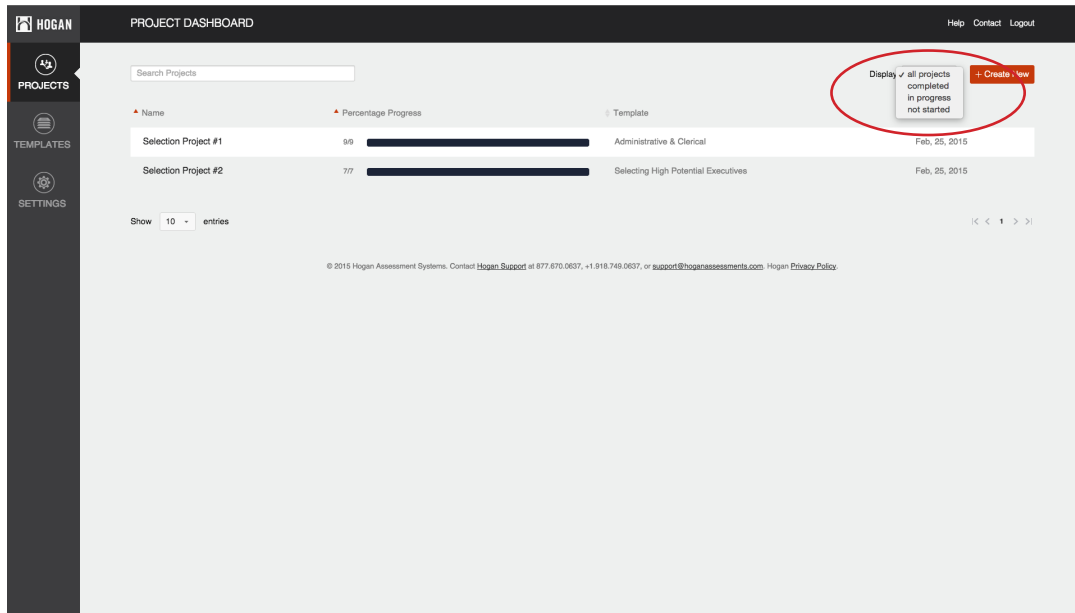 HOGAN
PROJECT DASHBOARD
Help Contact Logout
PROJECTS
TEMPLATES
SETTINGS
Search Projects
Display ✓ all projects
completed
in progress
not started
+ Create New
Name Percentage Progress Template
Selection Project #1 9/9 Administrative & Clerical Feb, 25, 2015
Selection Project #2 7/7 Selecting High Potential Executives Feb, 25, 2015
Show 10 entries
|< < 1 > >|
© 2015 Hogan Assessment Systems. Contact Hogan Support at 877.670.0637, +1.918.749.0637, or support@hoganassessments.com. Hogan Privacy Policy.